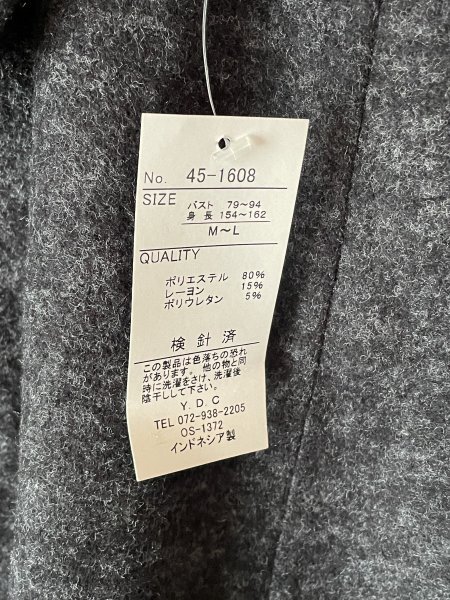 No. 45-1608
SIZE バスト 79~94
身長 154~162
M~L
QUALITY
ポリエステル 80%
レーヨン 15%
ポリウレタン 5%
検針済
この製品は色落ちの恐れ
があります。他の物と同
時に洗濯をさけ、洗濯後
陰干しして下さい。
Y.D.C
TEL 072-938-2205
OS-1372
インドネシア製